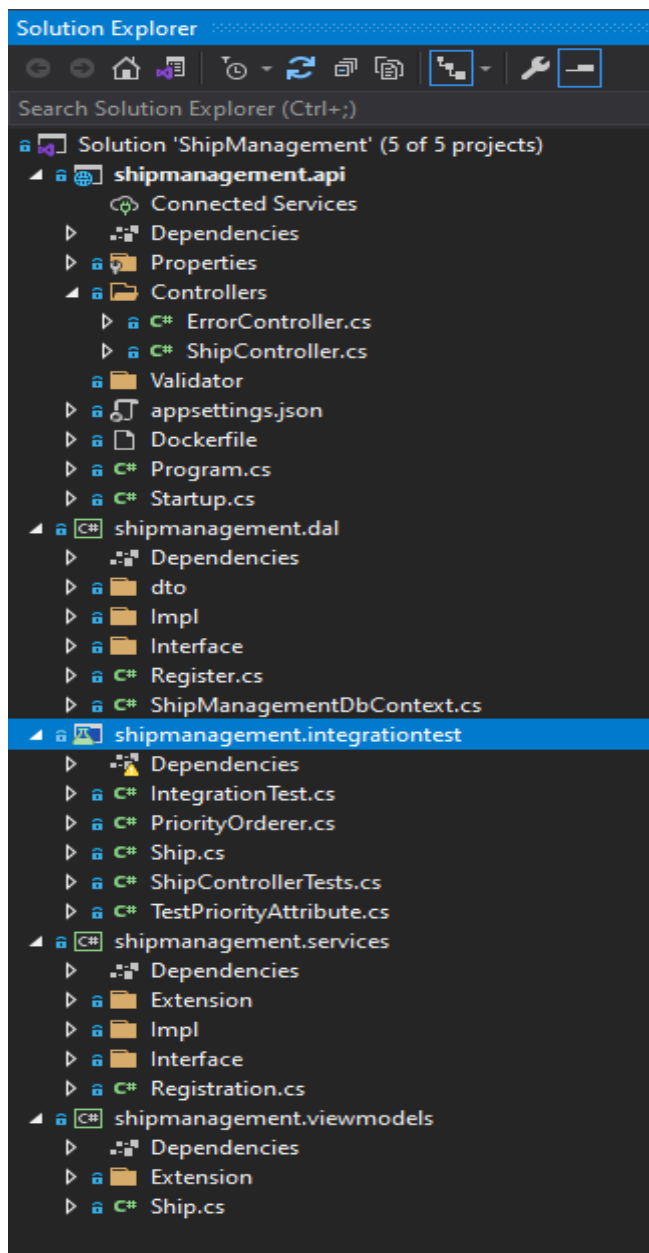 Solution Explorer
Search Solution Explorer (Ctrl+;)
Solution 'ShipManagement' (5 of 5 projects)
shipmanagement.api
Connected Services
Dependencies
Properties
Controllers
C# ErrorController.cs
C# ShipController.cs
Validator
appsettings.json
Dockerfile
C# Program.cs
C# Startup.cs
C# shipmanagement.dal
Dependencies
dto
Impl
Interface
C# Register.cs
C# ShipManagementDbContext.cs
shipmanagement.integrationtest
Dependencies
C# IntegrationTest.cs
C# PriorityOrderer.cs
C# Ship.cs
C# ShipControllerTests.cs
C# TestPriorityAttribute.cs
C# shipmanagement.services
Dependencies
Extension
Impl
Interface
C# Registration.cs
C# shipmanagement.viewmodels
Dependencies
Extension
C# Ship.cs